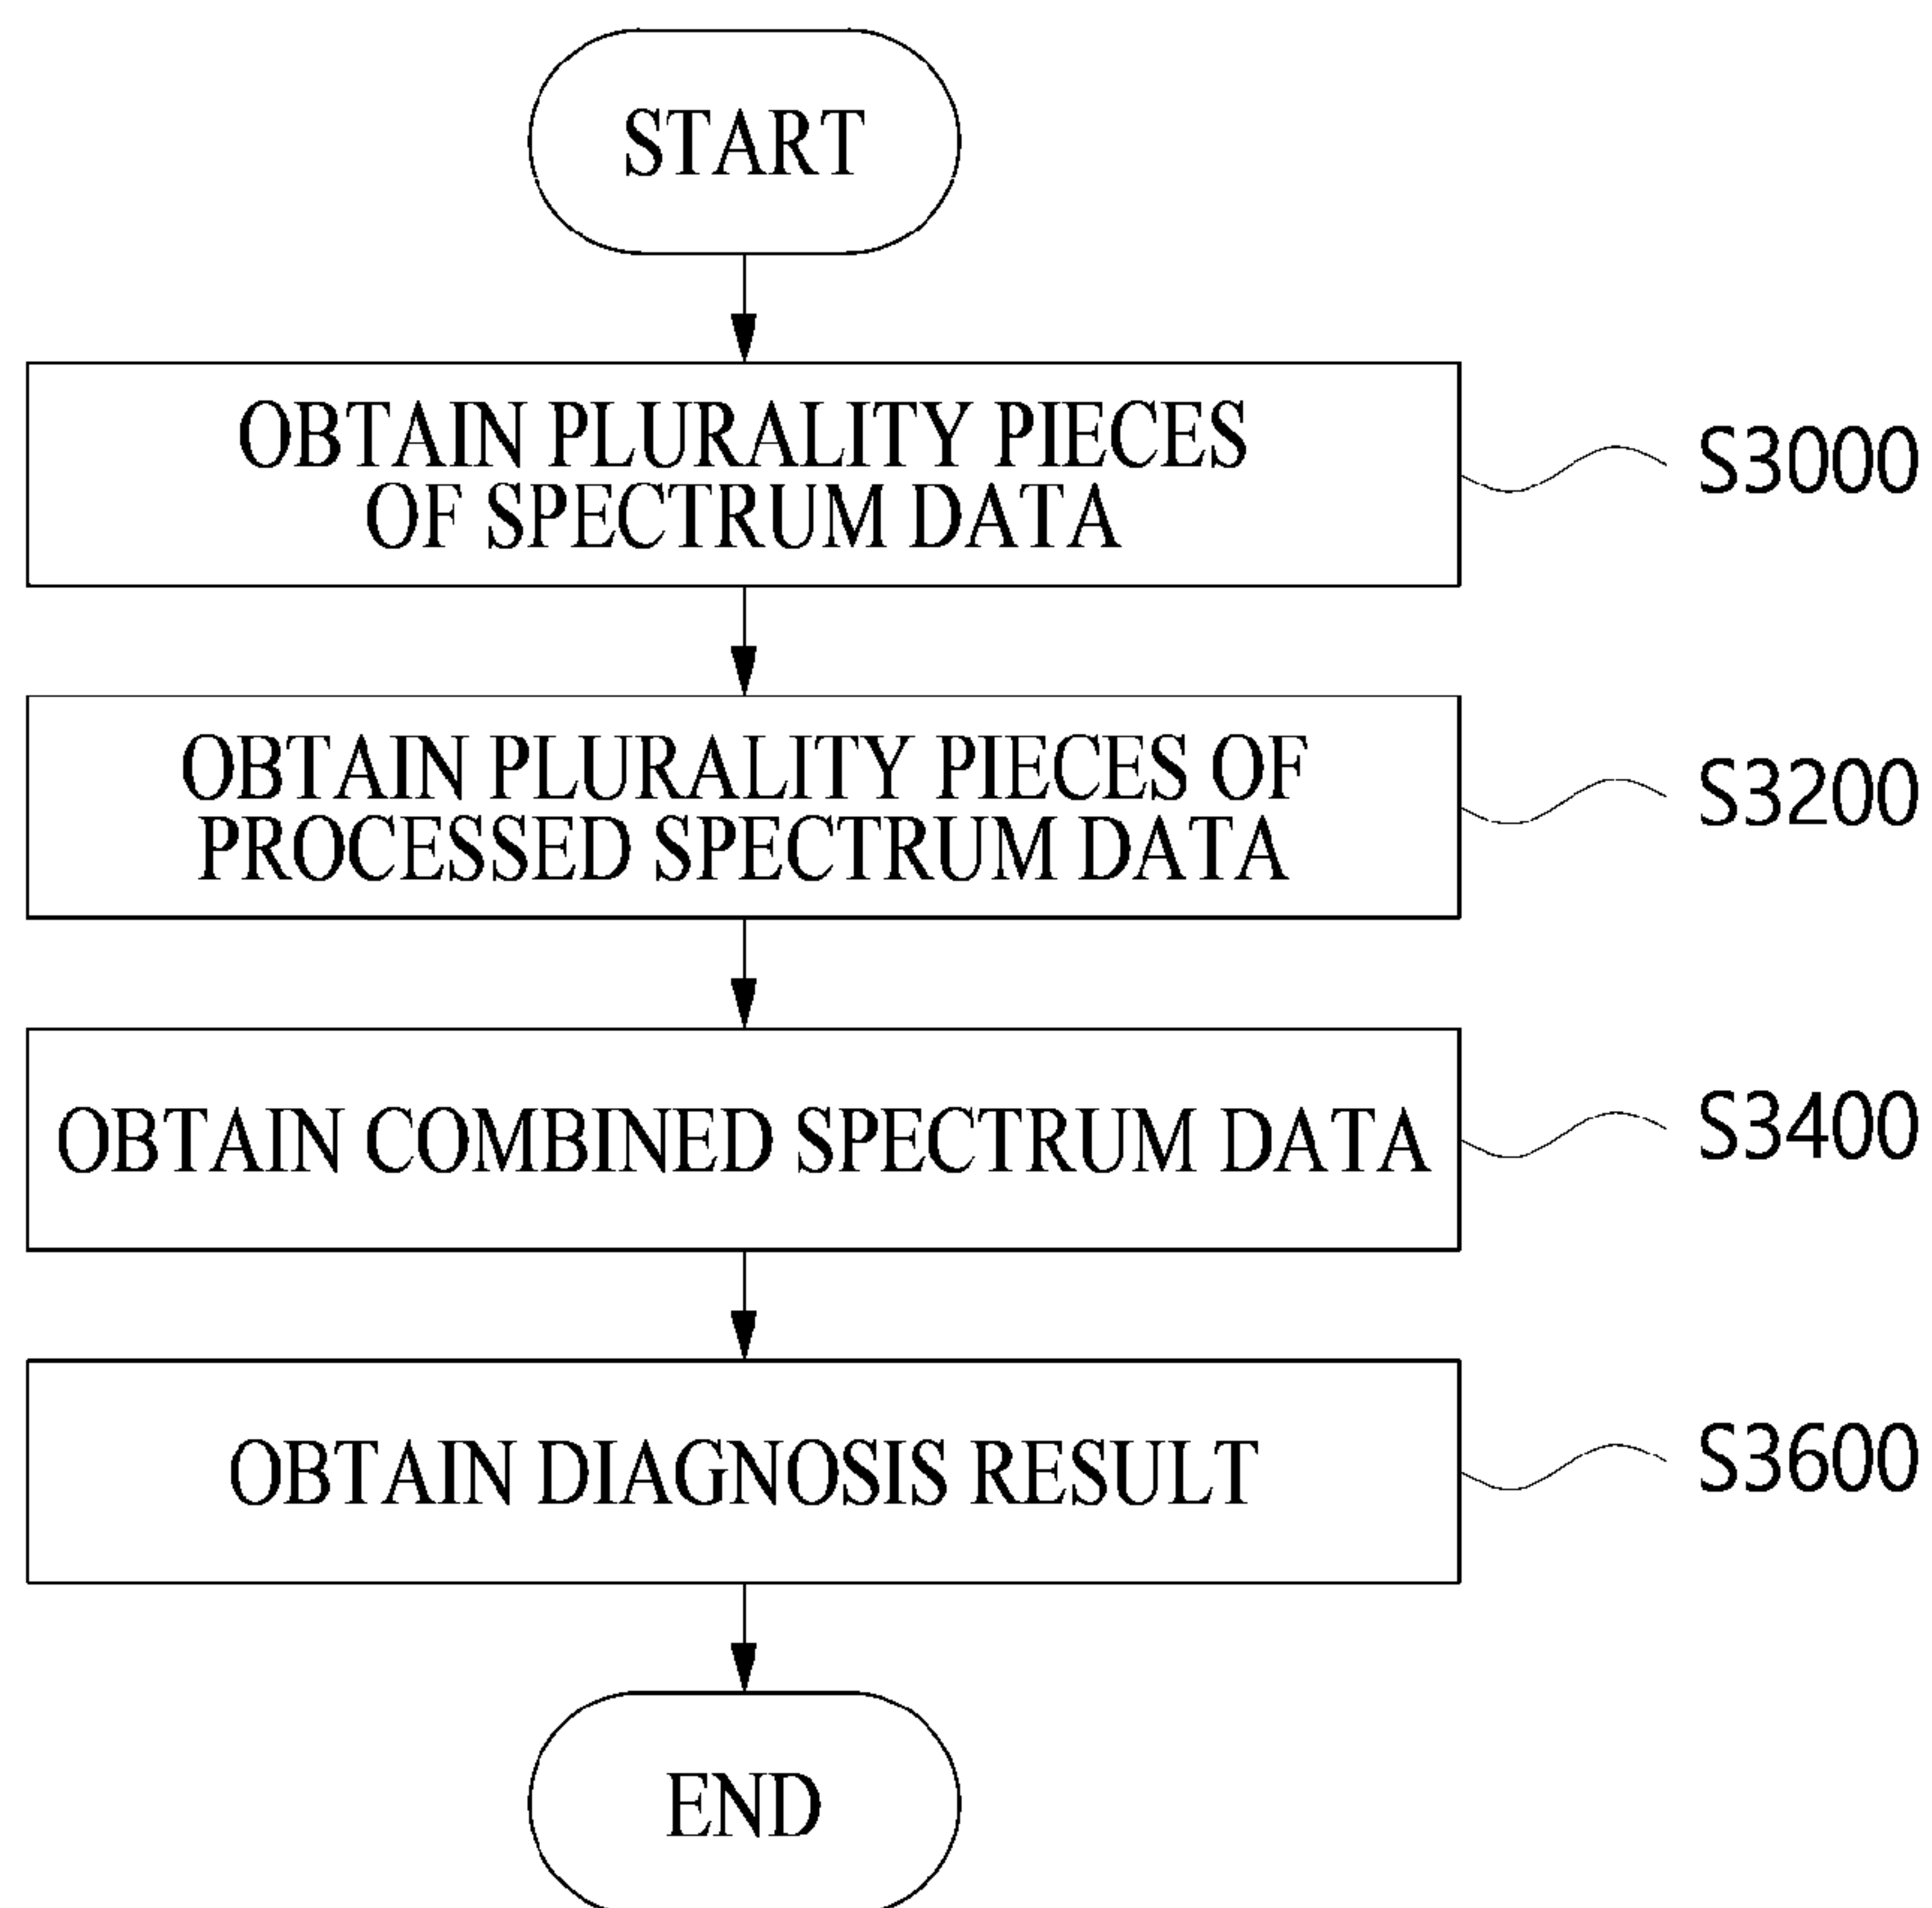 START
OBTAIN PLURALITY PIECES
OF SPECTRUM DATA
S3000
OBTAIN PLURALITY PIECES OF
PROCESSED SPECTRUM DATA
S3200
OBTAIN COMBINED SPECTRUM DATA
S3400
OBTAIN DIAGNOSIS RESULT
S3600
END